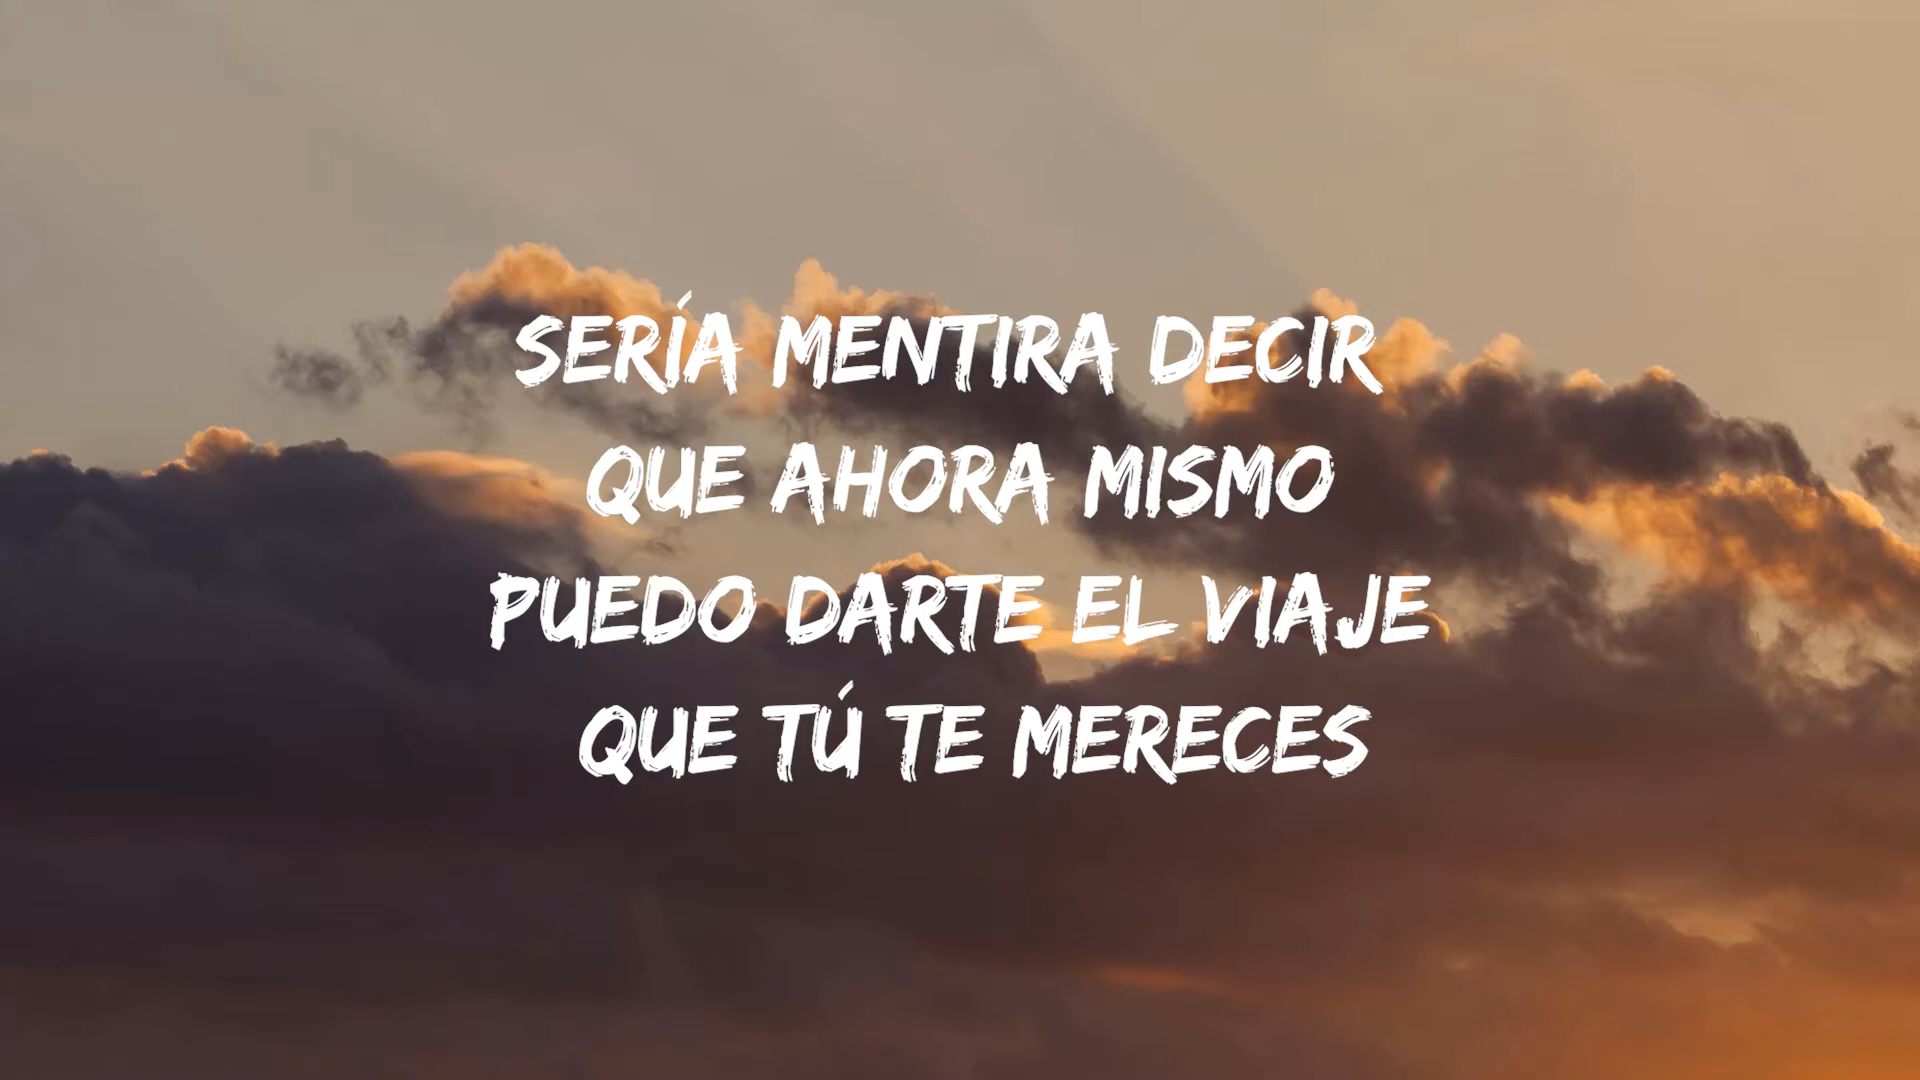 SERÍA MENTIRA DECIR
QUE AHORA MISMO
PUEDO DARTE EL VIAJE
QUE TÚ TE MERECES